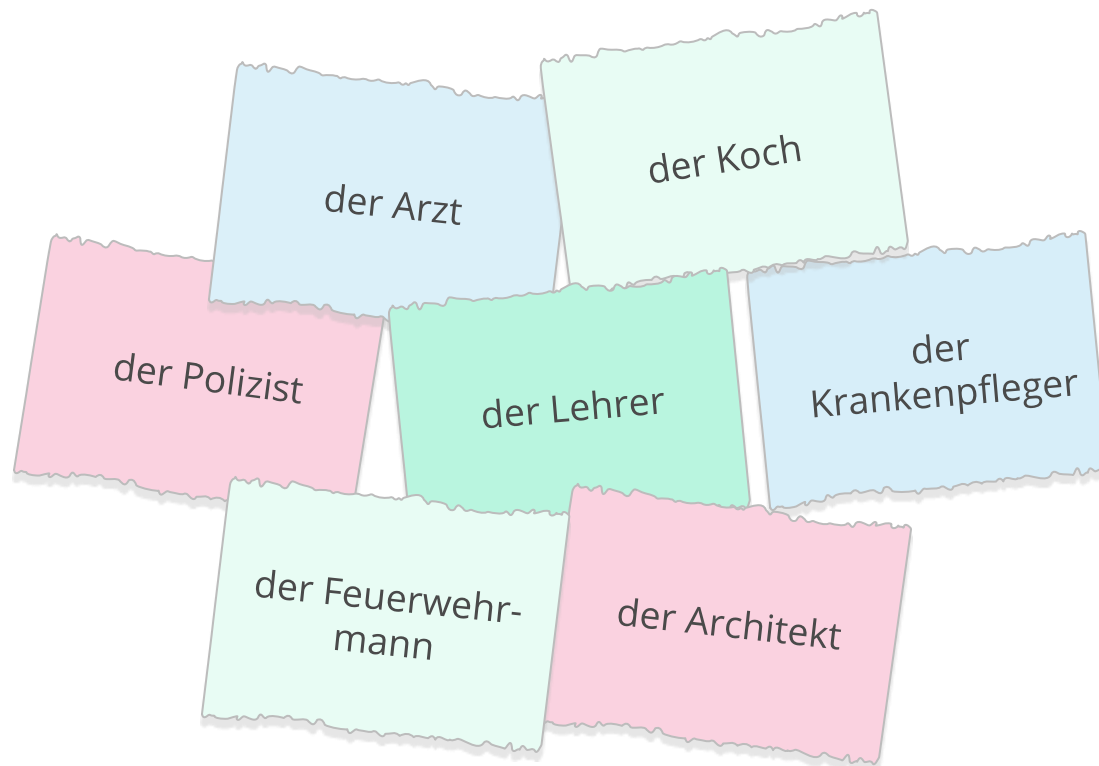 der Arzt
der Koch
der Polizist
der Lehrer
der
Krankenpfleger
der Feuerwehr-
mann
der Architekt